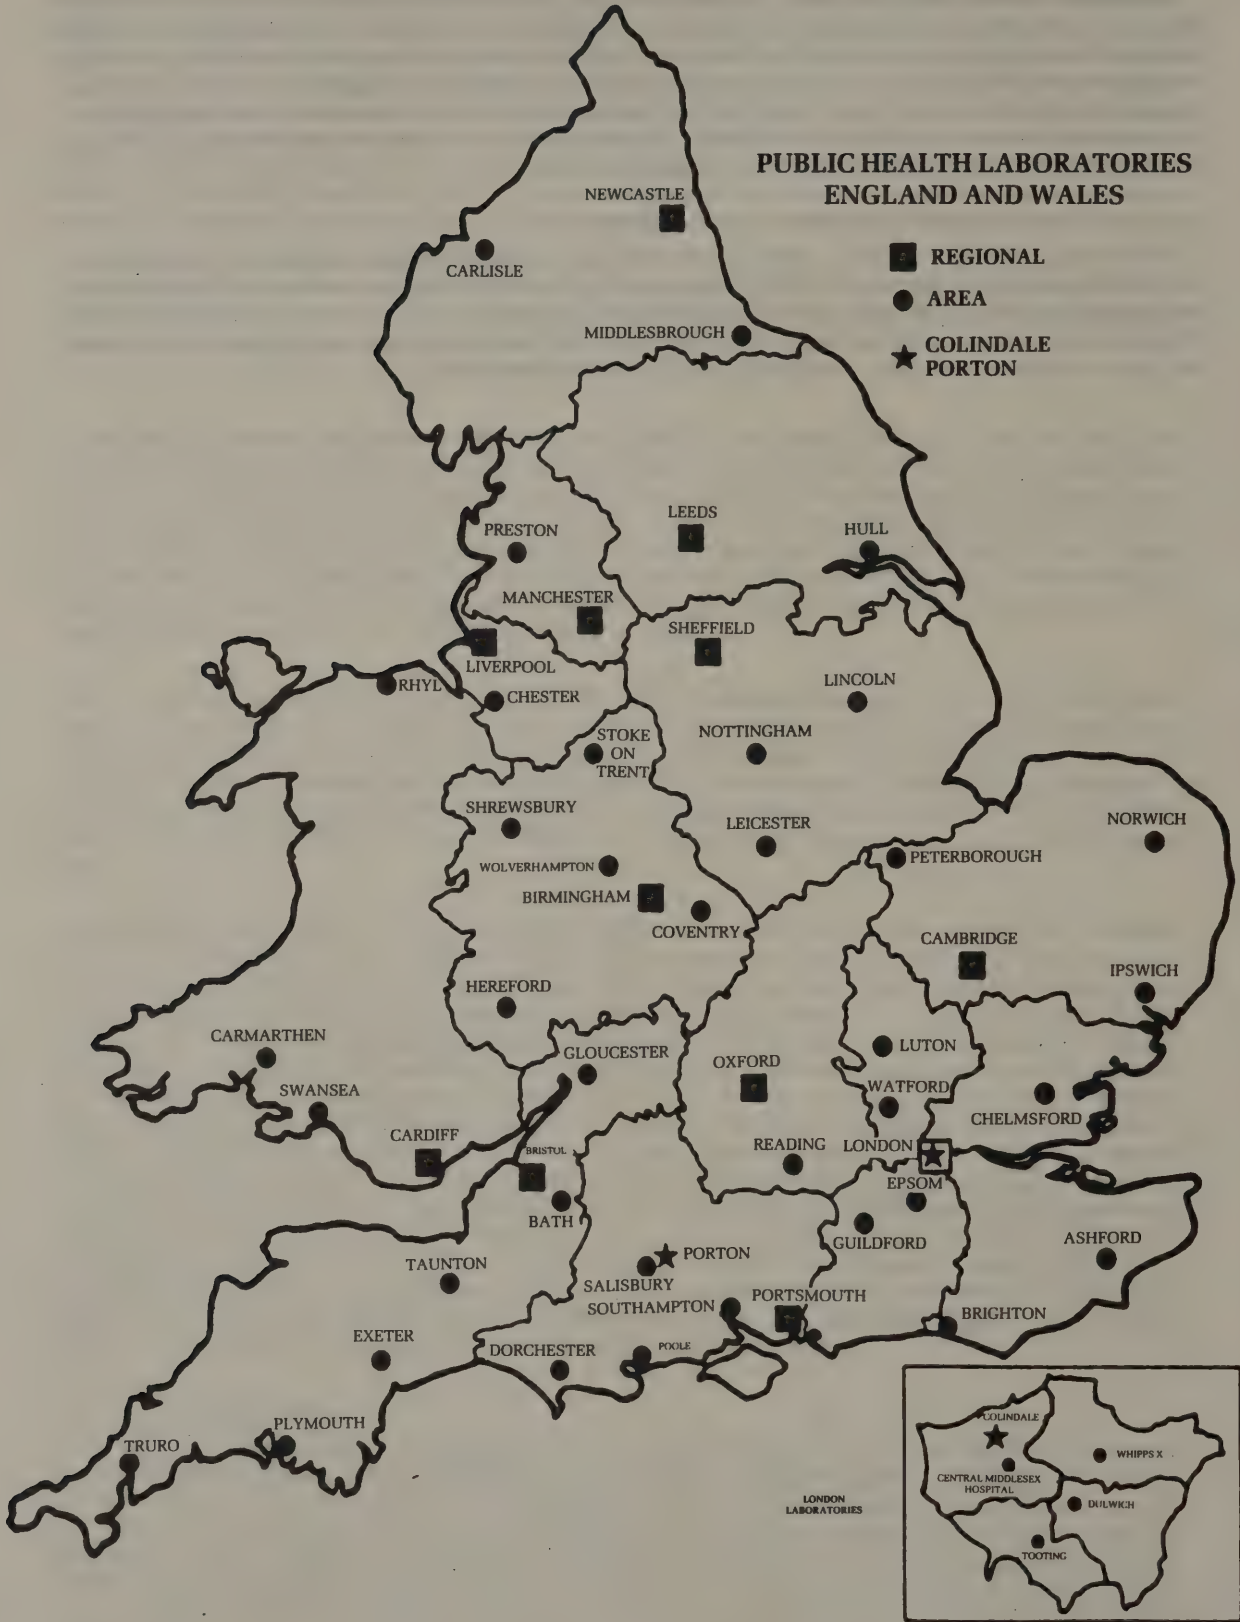 PUBLIC HEALTH LABORATORIES
ENGLAND AND WALES
REGIONAL
AREA
COLINDALE
PORTON
NEWCASTLE
CARLISLE
MIDDLESBROUGH
LEEDS
HULL
PRESTON
MANCHESTER
SHEFFIELD
LIVERPOOL
RHYL
CHESTER
LINCOLN
STOKE
ON
TRENT
NOTTINGHAM
SHREWSBURY
LEICESTER
NORWICH
PETERBOROUGH
WOLVERHAMPTON
BIRMINGHAM
COVENTRY
CAMBRIDGE
IPSWICH
HEREFORD
CARMARTHEN
GLOUCESTER
LUTON
OXFORD
SWANSEA
WATFORD
CHELMSFORD
CARDIFF
BRISTOL
READING
LONDON
EPSOM
BATH
GUILDFORD
ASHFORD
TAUNTON
PORTON
SALISBURY
SOUTHAMPTON
PORTSMOUTH
BRIGHTON
EXETER
DORCHESTER
POOLE
PLYMOUTH
TRURO
LONDON
LABORATORIES
COLINDALE
WHIPPS X
CENTRAL MIDDLESEX
HOSPITAL
DULWICH
TOOTING